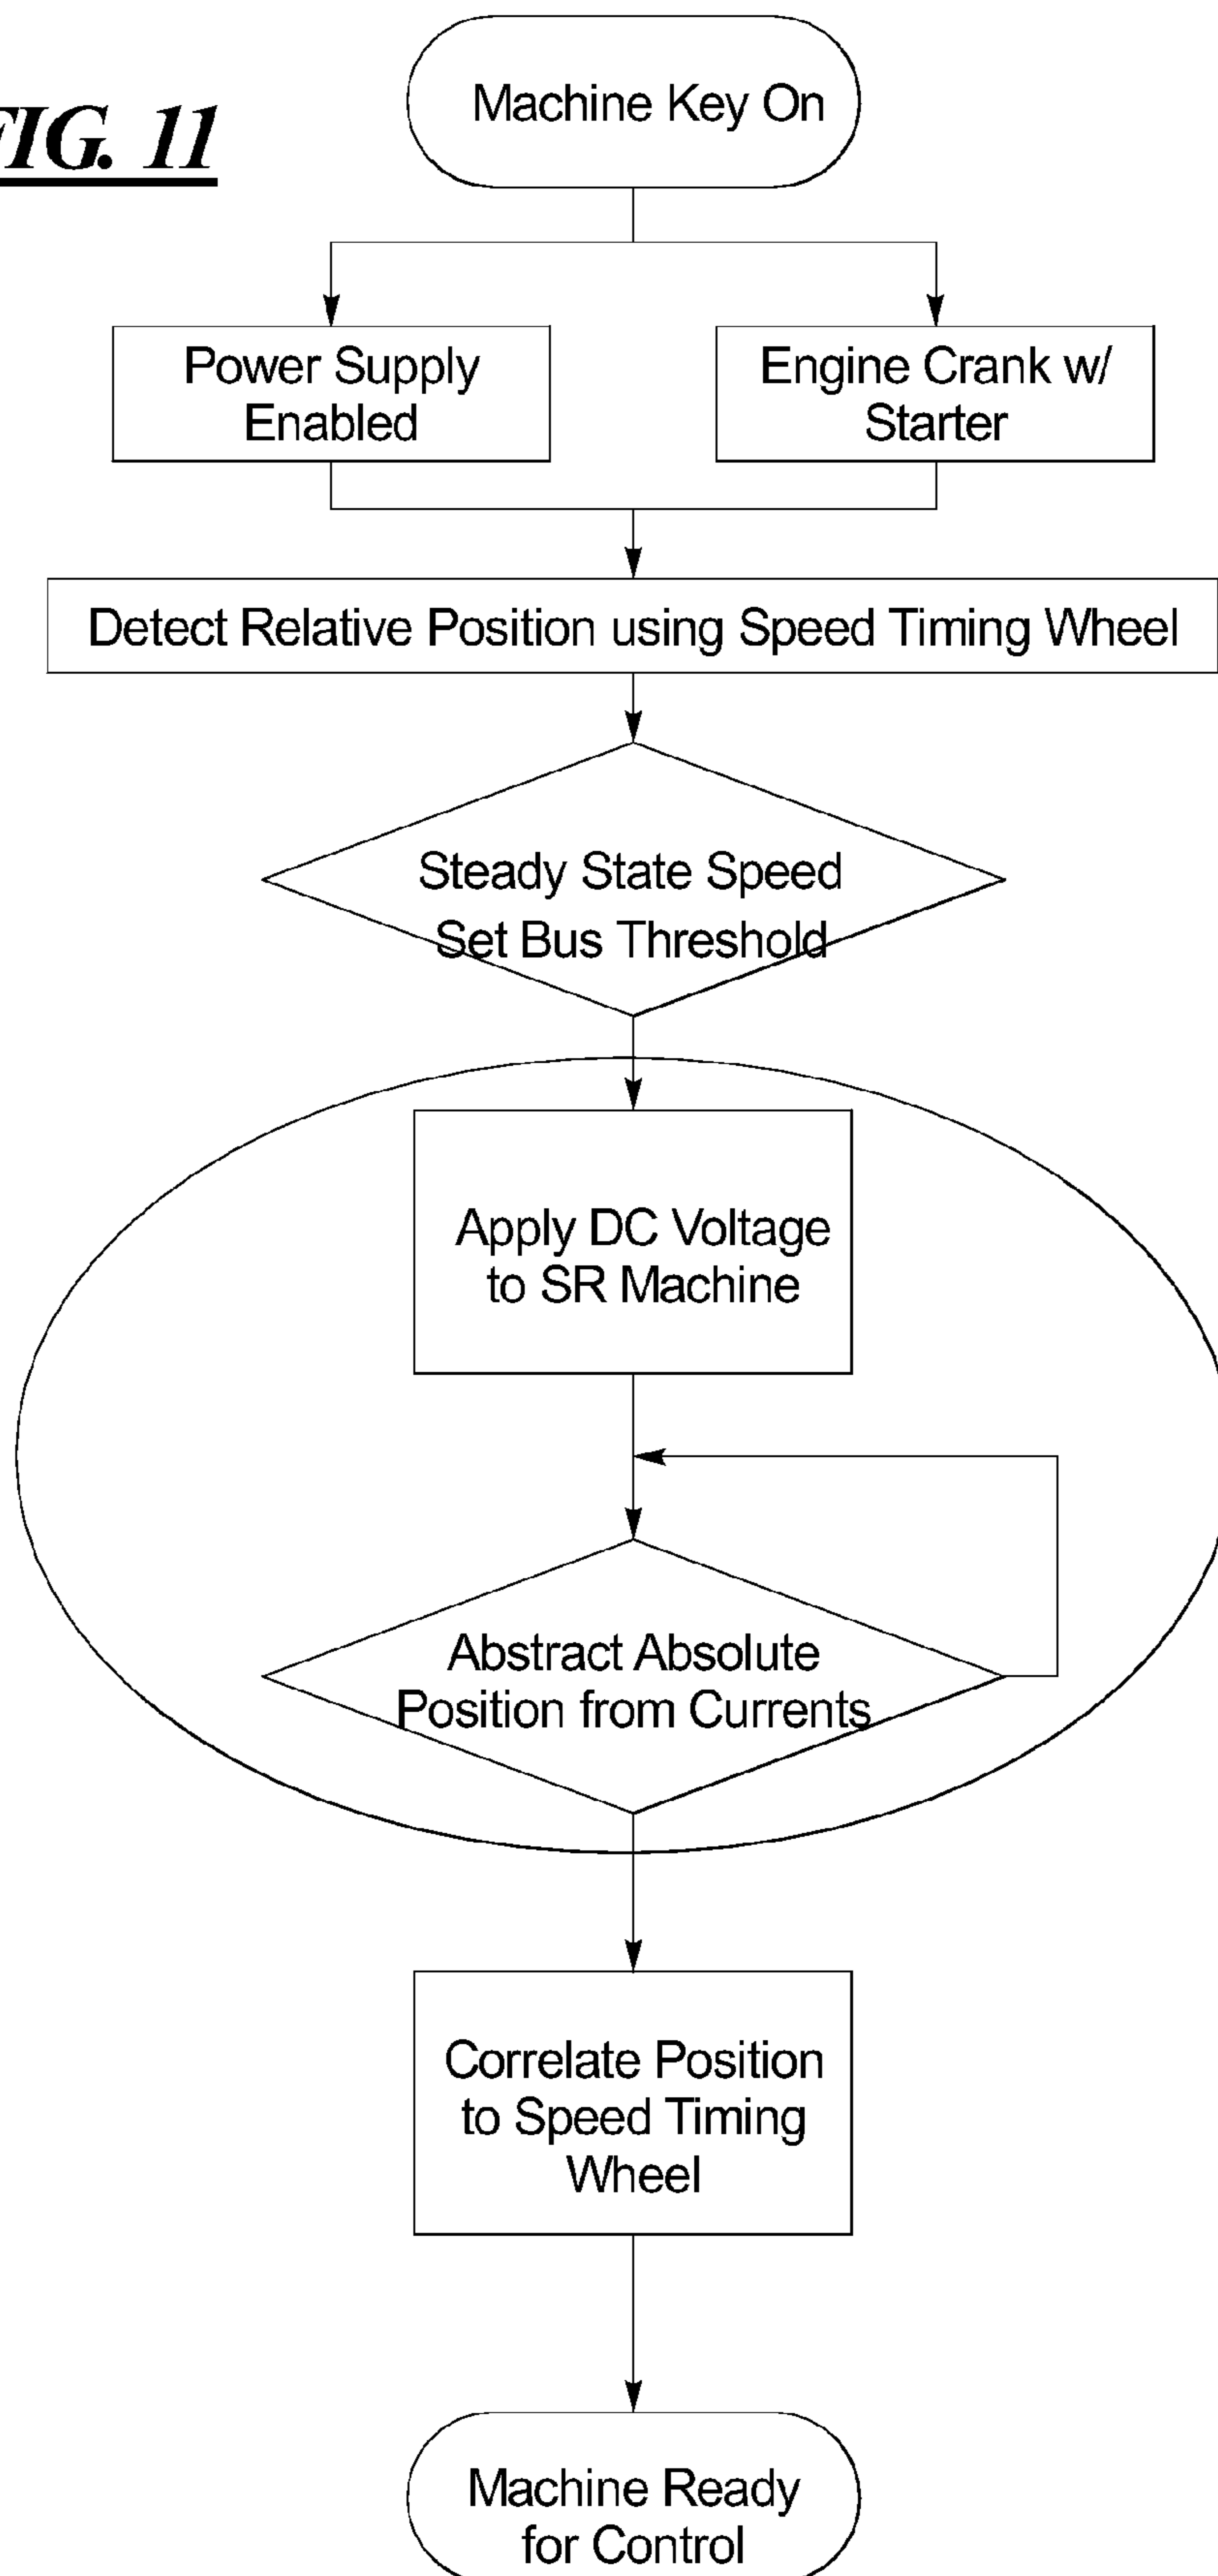 FIG. 11
Machine Key On
Power Supply
Enabled
Engine Crank w/
Starter
Detect Relative Position using Speed Timing Wheel
Steady State Speed
Set Bus Threshold
Apply DC Voltage
to SR Machine
Abstract Absolute
Position from Currents
Correlate Position
to Speed Timing
Wheel
Machine Ready
for Control